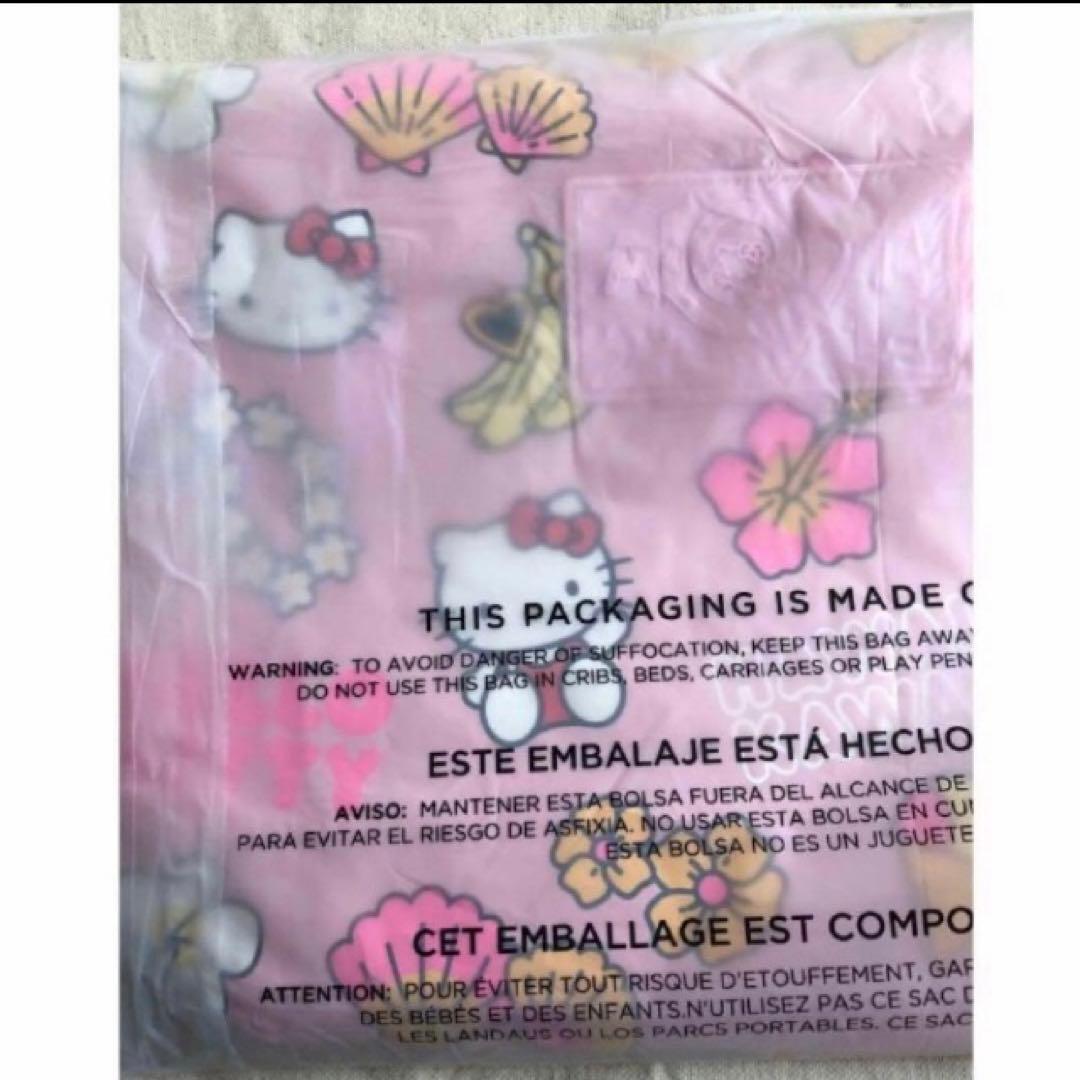 THIS PACKAGING IS MADE
WARNING: TO AVOID DANGER OF SUFFOCATION, KEEP THIS BAG AWAY
DO NOT USE THIS BAG IN CRIBS, BEDS, CARRIAGES OR PLAY PEN
ESTE EMBALAJE ESTÁ HECHO
AVISO: MANTENER ESTA BOLSA FUERA DEL ALCANCE DE
PARA EVITAR EL RIESGO DE ASFIXIA. NO USAR ESTA BOLSA EN
ESTA BOLSA NO ES UN JUGUETE
CET EMBALLAGE EST
ATTENTION: POUR ÉVITER TOUT RISQUE D'ETOUFFEMENT,
DES BÉBÉS ET DES ENFANTS.N'UTILISEZ PAS CE SAC
LES LANDAUS OU LOS PARCS PORTABLES. CE SAC